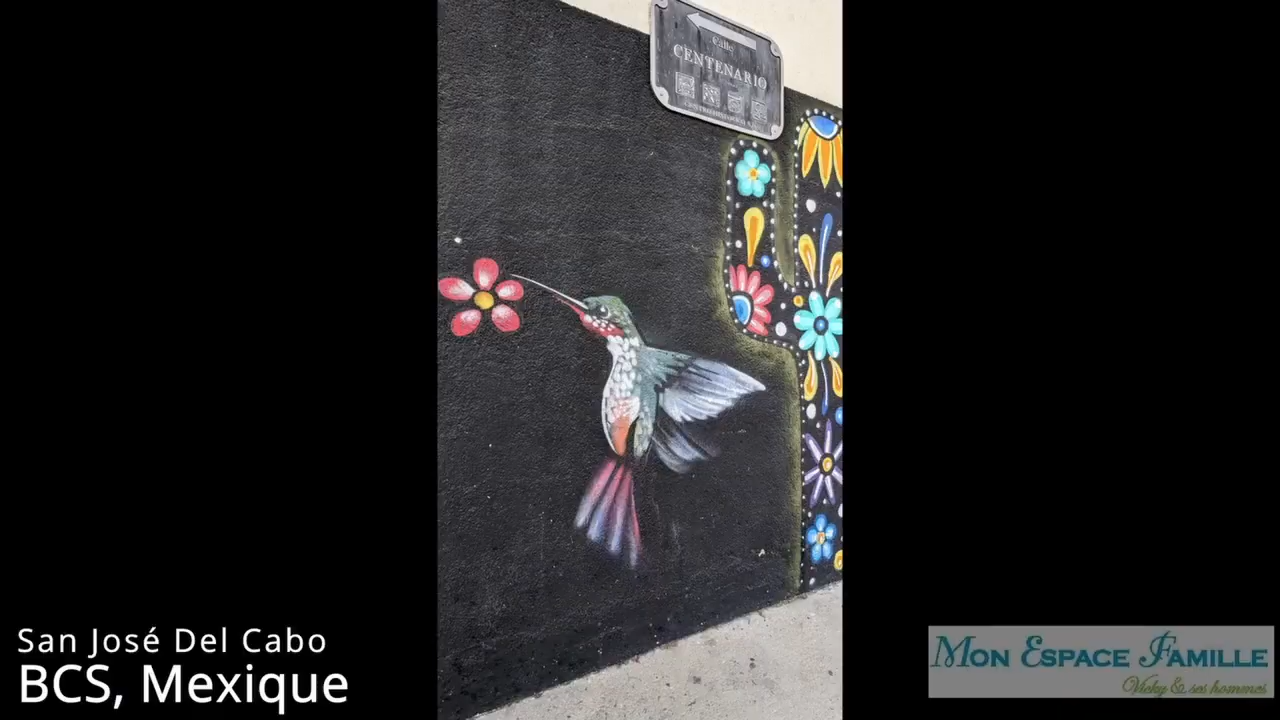 Calle
CENTENARIO
San José Del Cabo
BCS, Mexique
MON ESPACE FAMILLE
Vicky & ses hommes